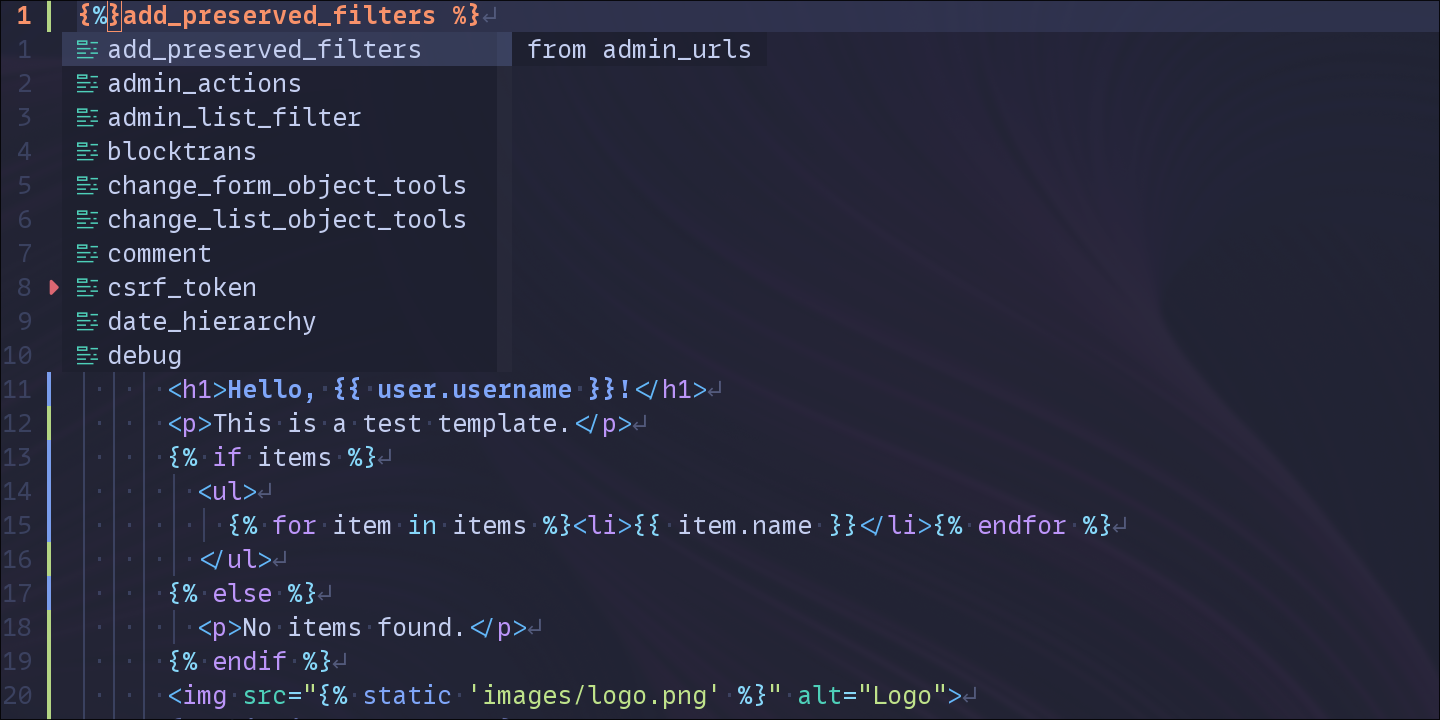 1 {%}add_preserved_filters %}↵
1 add_preserved_filters from admin_urls
2 admin_actions
3 admin_list_filter
4 blocktrans
5 change_form_object_tools
6 change_list_object_tools
7 comment
8 csrf_token
9 date_hierarchy
10 debug
11 <h1>Hello, {{ user.username }}!</h1>↵
12 <p>This is a test template.</p>↵
13 {% if items %}↵
14 <ul>↵
15 {% for item in items %}<li>{{ item.name }}</li>{% endfor %}↵
16 </ul>↵
17 {% else %}↵
18 <p>No items found.</p>↵
19 {% endif %}↵
20 <img src="{% static 'images/logo.png' %}" alt="Logo">↵